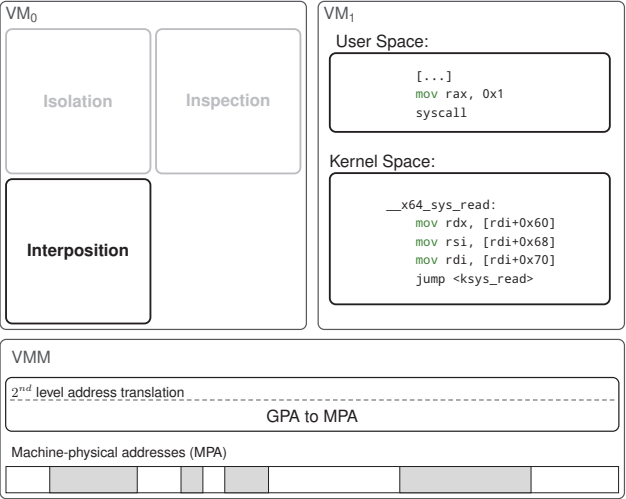 VM₀
Isolation
Inspection
Interposition
VM₁
User Space:
[...]
mov rax, 0x1
syscall
Kernel Space:
__x64_sys_read:
mov rdx, [rdi+0x60]
mov rsi, [rdi+0x68]
mov rdi, [rdi+0x70]
jump <ksys_read>
VMM
2ⁿᵈ level address translation
GPA to MPA
Machine-physical addresses (MPA)